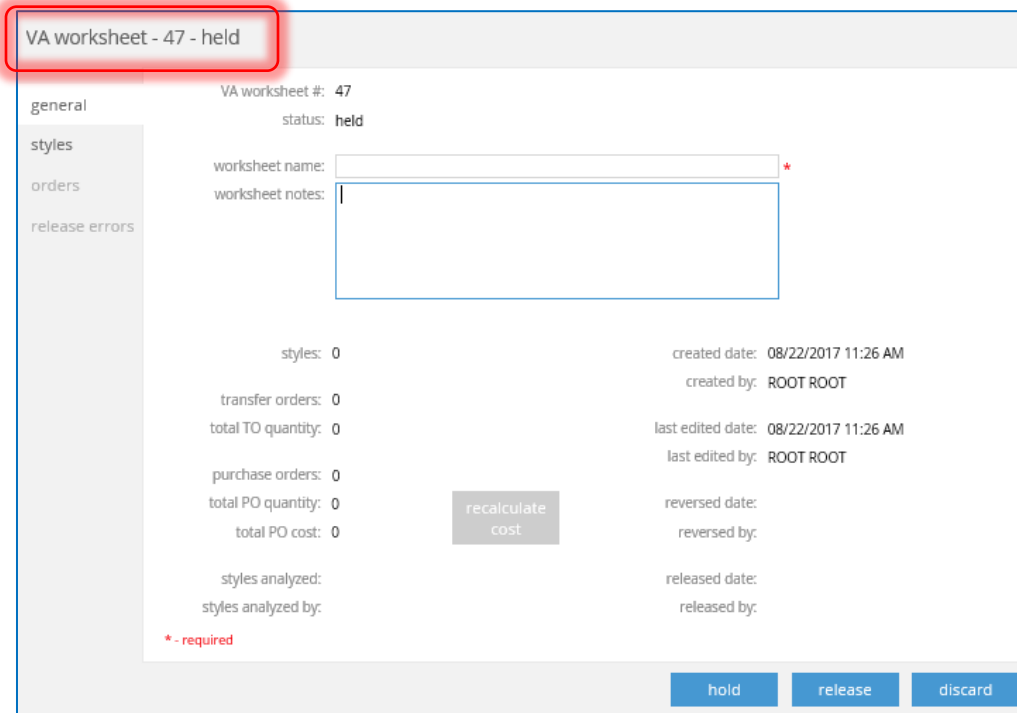 VA worksheet - 47 - held
general
styles
orders
release errors
VA worksheet #: 47
status: held
worksheet name: *
worksheet notes:
styles: 0
transfer orders: 0
total TO quantity: 0
purchase orders: 0
total PO quantity: 0
total PO cost: 0
recalculate
cost
styles analyzed:
styles analyzed by:
created date: 08/22/2017 11:26 AM
created by: ROOT ROOT
last edited date: 08/22/2017 11:26 AM
last edited by: ROOT ROOT
reversed date:
reversed by:
released date:
released by:
* - required
hold release discard